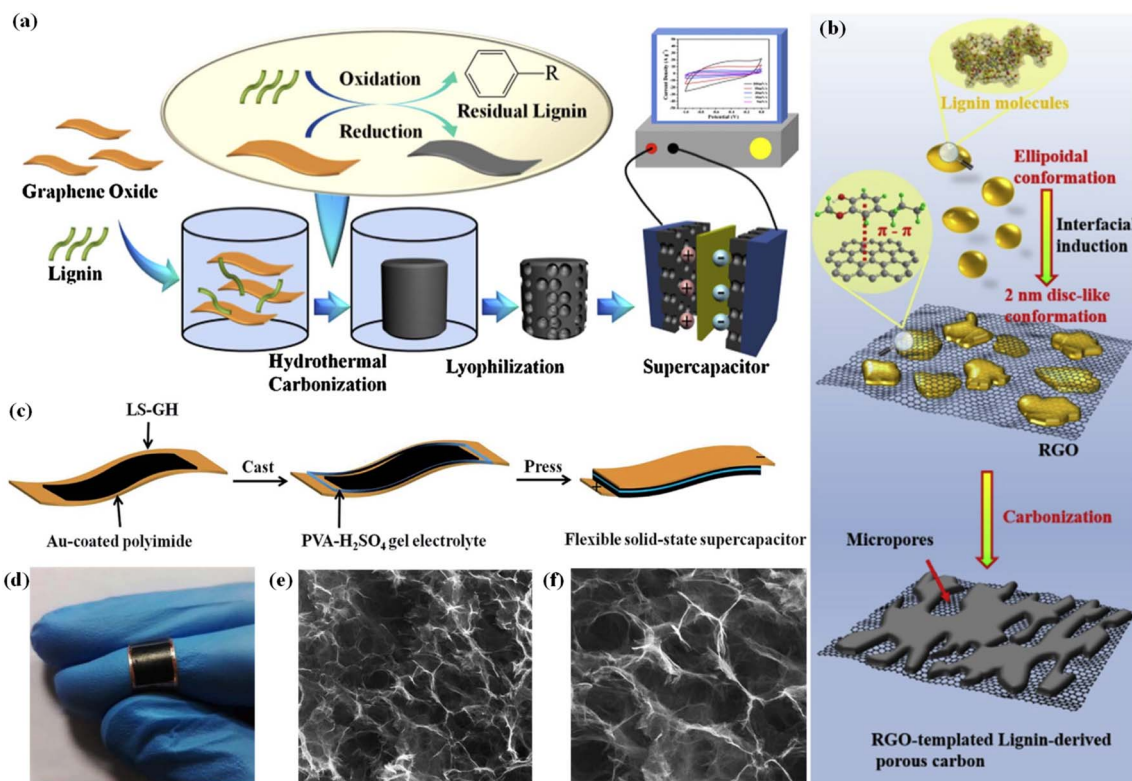 (a)
Oxidation
R
Residual Lignin
Reduction
Graphene Oxide
Lignin
Hydrothermal
Carbonization
Lyophilization
Supercapacitor
Potential (V)
+
+
+
−
−
−
(b)
Lignin molecules
Ellipoidal
conformation
π - π
Interfacial
induction
2 nm disc-like
conformation
RGO
Carbonization
Micropores
RGO-templated Lignin-derived
porous carbon
(c)
LS-GH
Cast
Press
−
+
Au-coated polyimide
PVA-H₂SO₄ gel electrolyte
Flexible solid-state supercapacitor
(d)
(e)
(f)